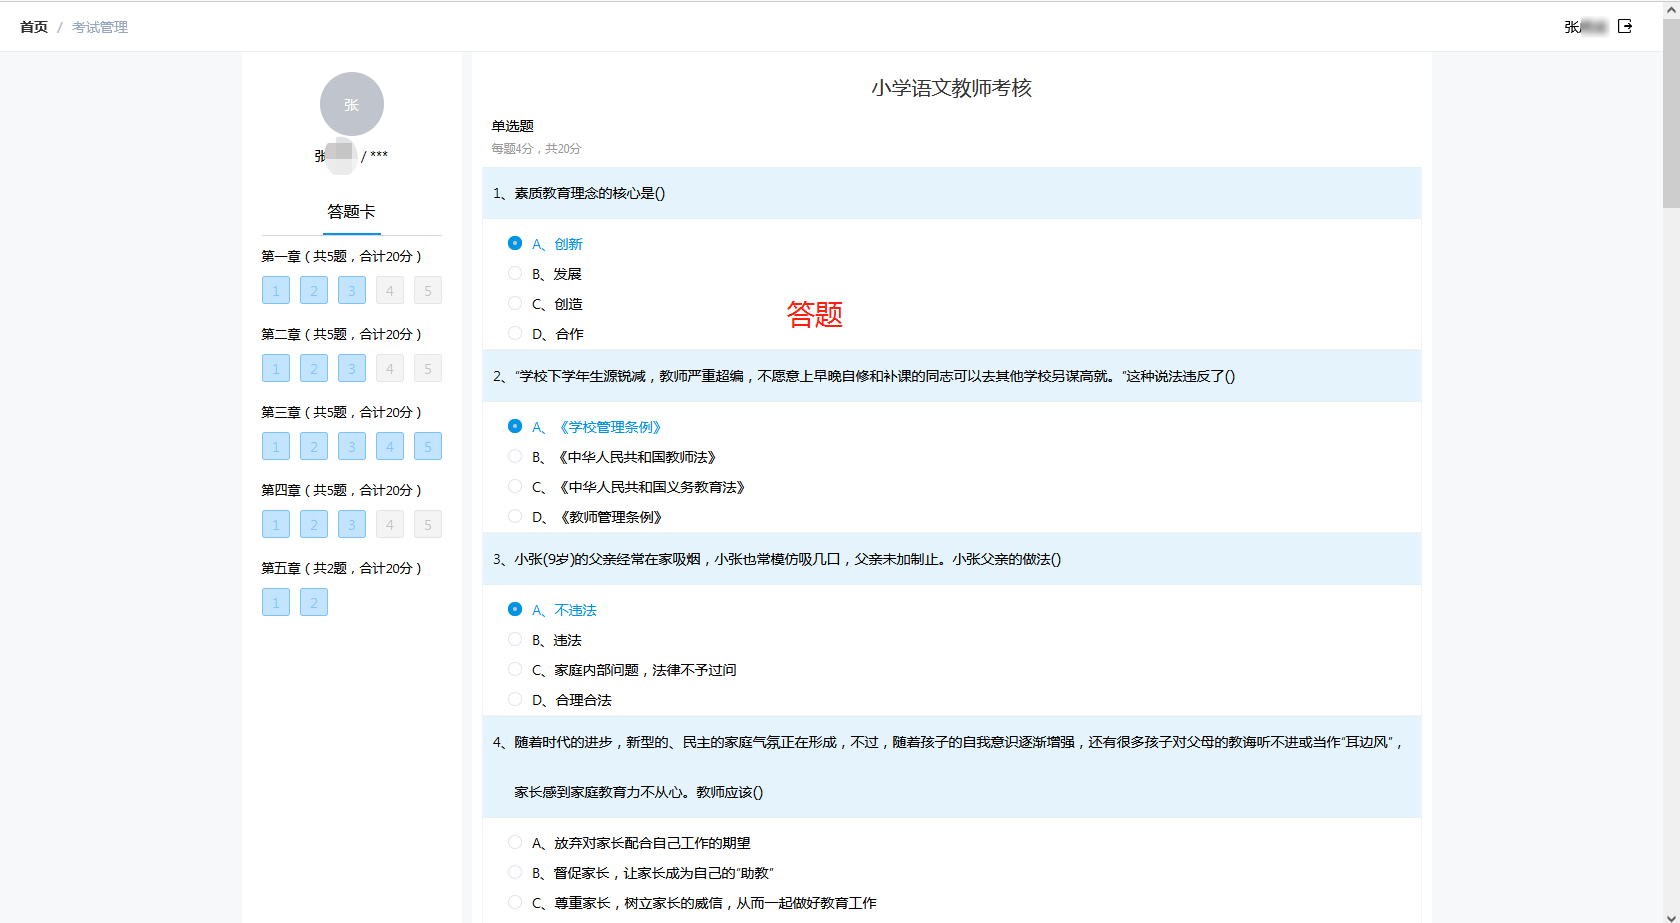 首页 / 考试管理
张
张
张 / ***
答题卡
第一章（共5题，合计20分）
1 2 3 4 5
第二章（共5题，合计20分）
1 2 3 4 5
第三章（共5题，合计20分）
1 2 3 4 5
第四章（共5题，合计20分）
1 2 3 4 5
第五章（共2题，合计20分）
1 2
小学语文教师考核
单选题
每题4分，共20分
1、素质教育理念的核心是()
A、创新
B、发展
C、创造
D、合作
答题
2、“学校下学年生源锐减，教师严重超编，不愿意上早晚自修和补课的同志可以去其他学校另谋高就。”这种说法违反了()
A、《学校管理条例》
B、《中华人民共和国教师法》
C、《中华人民共和国义务教育法》
D、《教师管理条例》
3、小张(9岁)的父亲经常在家吸烟，小张也常模仿吸几口，父亲未加制止。小张父亲的做法()
A、不违法
B、违法
C、家庭内部问题，法律不予过问
D、合理合法
4、随着时代的进步，新型的、民主的家庭气氛正在形成，不过，随着孩子的自我意识逐渐增强，还有很多孩子对父母的教诲听不进或当作“耳边风”，
家长感到家庭教育力不从心。教师应该()
A、放弃对家长配合自己工作的期望
B、督促家长，让家长成为自己的“助教”
C、尊重家长，树立家长的威信，从而一起做好教育工作